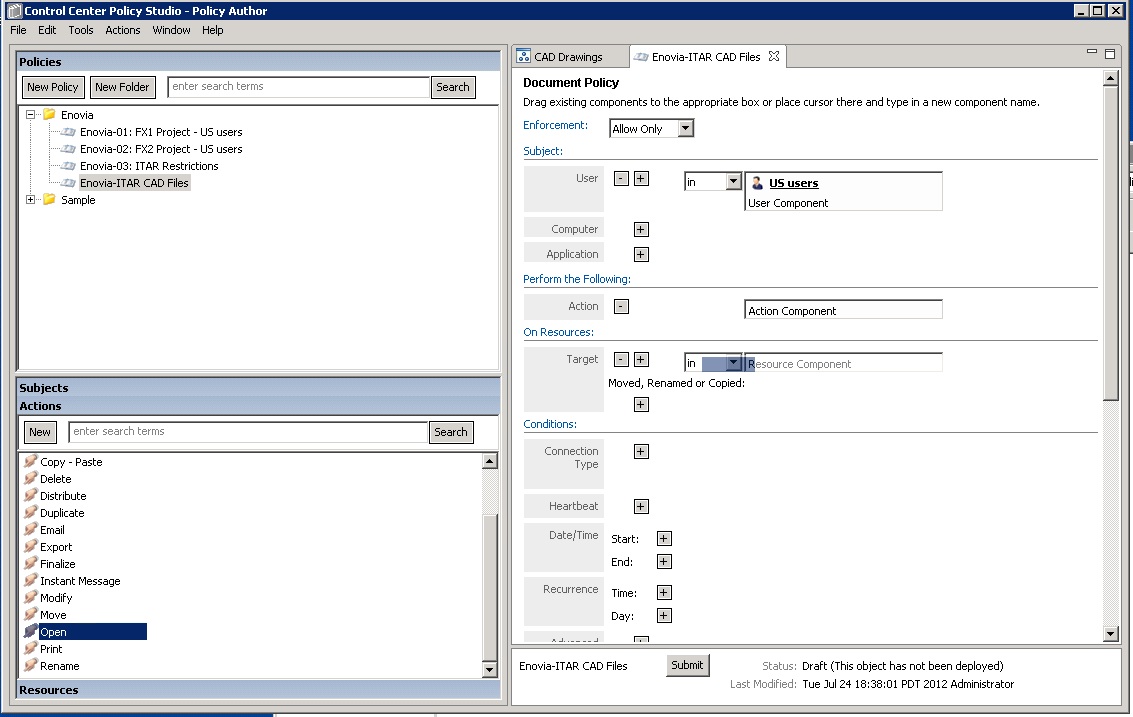 Control Center Policy Studio - Policy Author
File Edit Tools Actions Window Help
Policies
New Policy New Folder enter search terms Search
Enovia
Enovia-01: FX1 Project - US users
Enovia-02: FX2 Project - US users
Enovia-03: ITAR Restrictions
Enovia-ITAR CAD Files
Sample
Subjects
Actions
New enter search terms Search
Copy - Paste
Delete
Distribute
Duplicate
Email
Export
Finalize
Instant Message
Modify
Move
Open
Print
Rename
Resources
CAD Drawings Enovia-ITAR CAD Files
Document Policy
Drag existing components to the appropriate box or place cursor there and type in a new component name.
Enforcement: Allow Only
Subject:
User - + in US users
User Component
Computer +
Application +
Perform the Following:
Action - Action Component
On Resources:
Target - + in Resource Component
Moved, Renamed or Copied:
+
Conditions:
Connection +
Type
Heartbeat +
Date/Time Start: +
End: +
Recurrence Time: +
Day: +
Advanced
Enovia-ITAR CAD Files Submit Status: Draft (This object has not been deployed)
Last Modified: Tue Jul 24 18:38:01 PDT 2012 Administrator